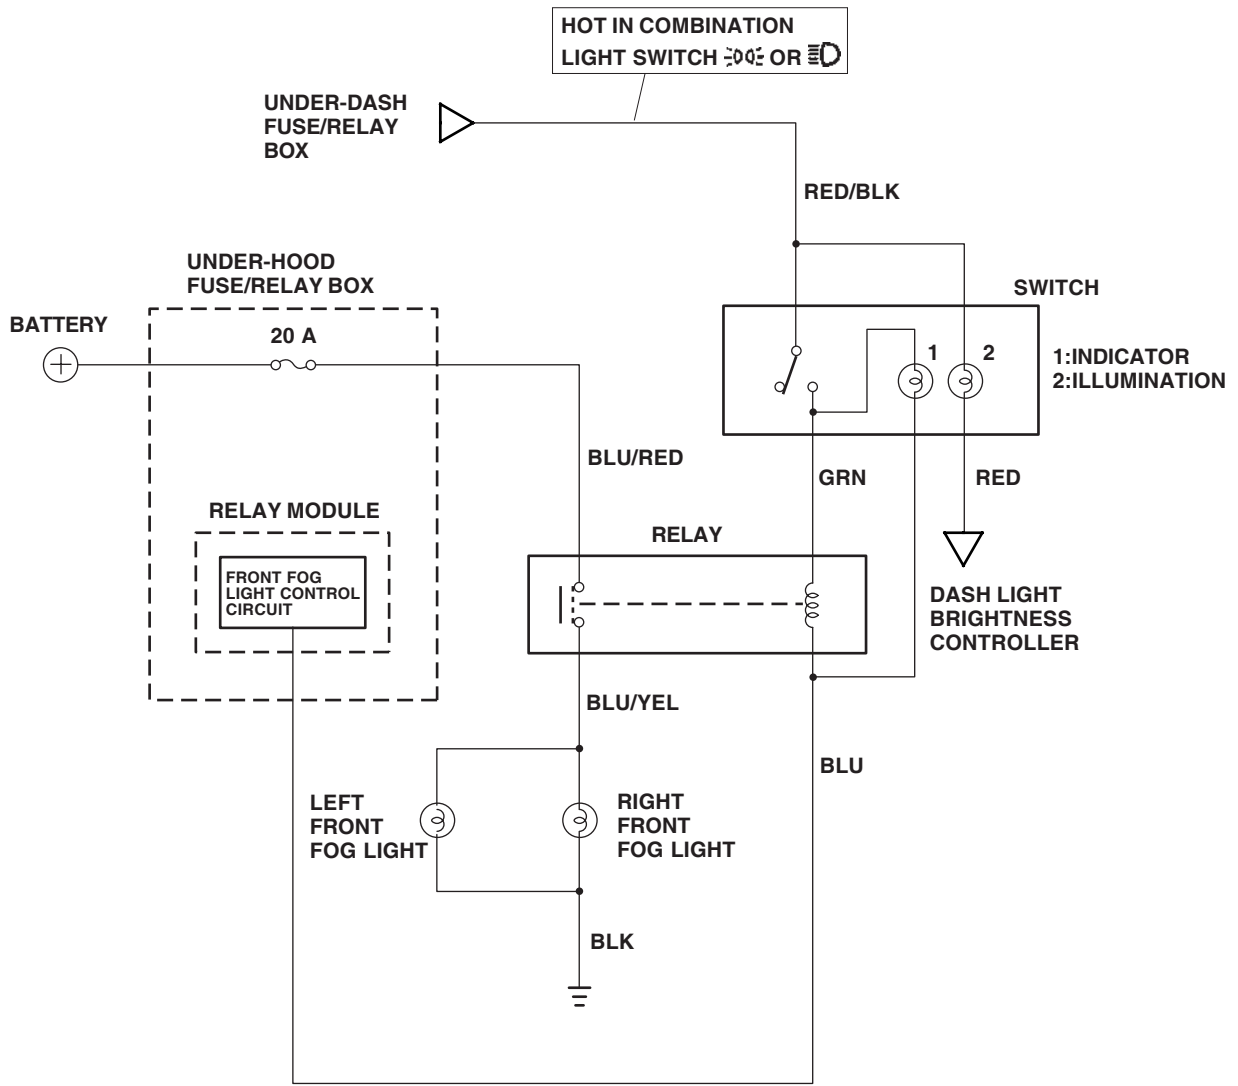 HOT IN COMBINATION
LIGHT SWITCH OR
UNDER-DASH
FUSE/RELAY
BOX
RED/BLK
UNDER-HOOD
FUSE/RELAY BOX
SWITCH
BATTERY
20 A
1
2
1:INDICATOR
2:ILLUMINATION
BLU/RED
GRN
RED
RELAY MODULE
RELAY
FRONT FOG
LIGHT CONTROL
CIRCUIT
DASH LIGHT
BRIGHTNESS
CONTROLLER
BLU/YEL
BLU
LEFT
FRONT
FOG LIGHT
RIGHT
FRONT
FOG LIGHT
BLK